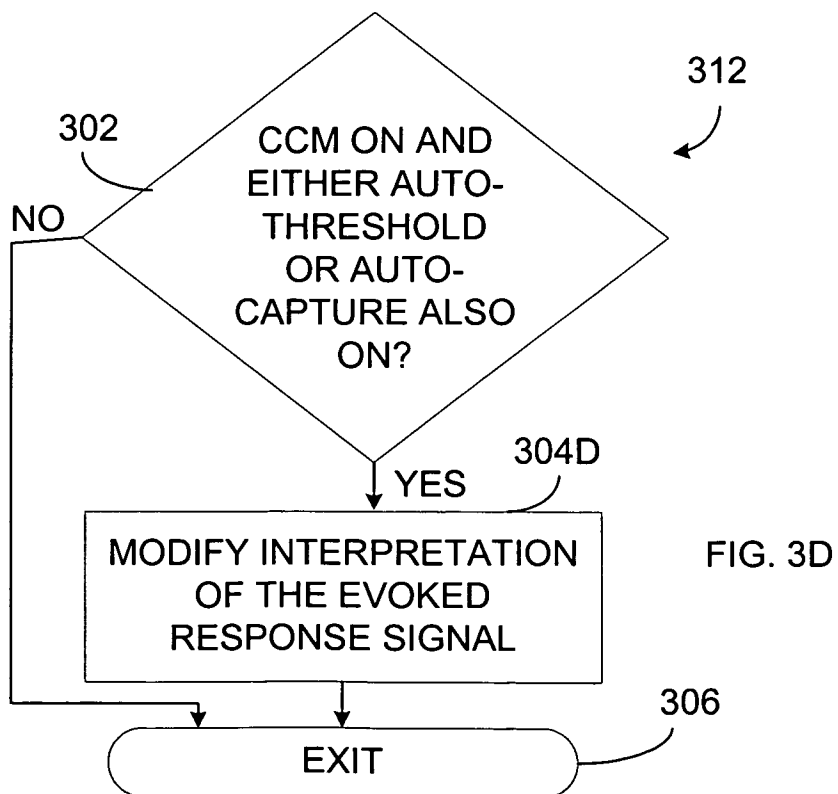 312
302
CCM ON AND
EITHER AUTO-
THRESHOLD
OR AUTO-
CAPTURE ALSO
ON?
NO
304D
YES
MODIFY INTERPRETATION
OF THE EVOKED
RESPONSE SIGNAL
FIG. 3D
306
EXIT